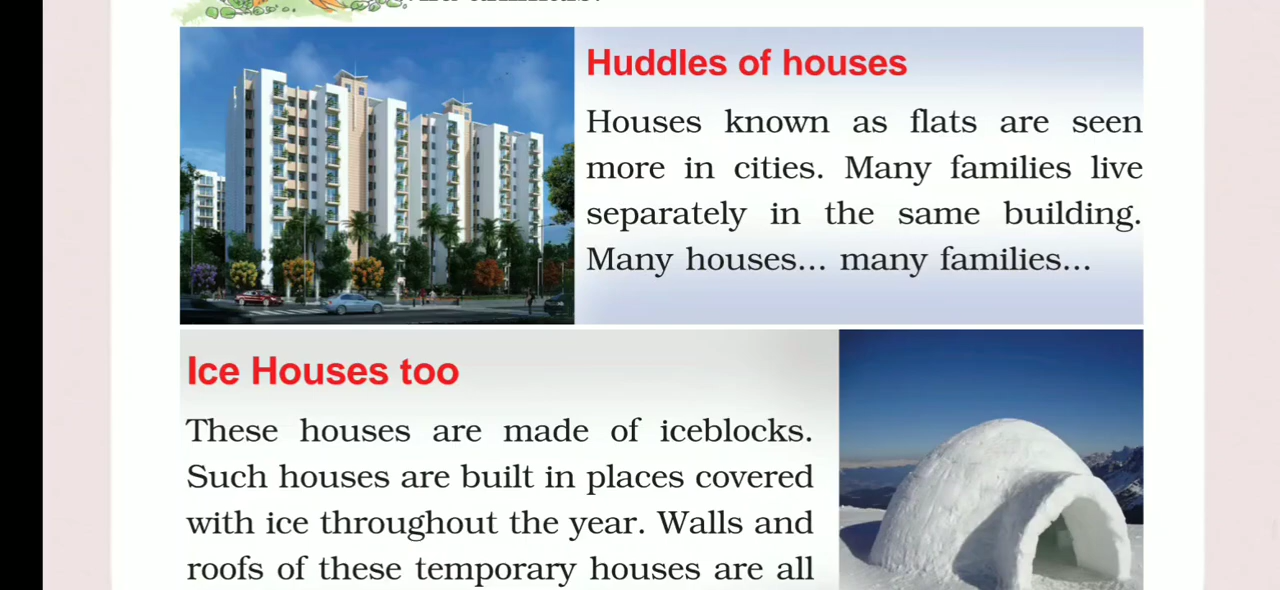 Huddles of houses
Houses known as flats are seen
more in cities. Many families live
separately in the same building.
Many houses... many families...
Ice Houses too
These houses are made of iceblocks.
Such houses are built in places covered
with ice throughout the year. Walls and
roofs of these temporary houses are all